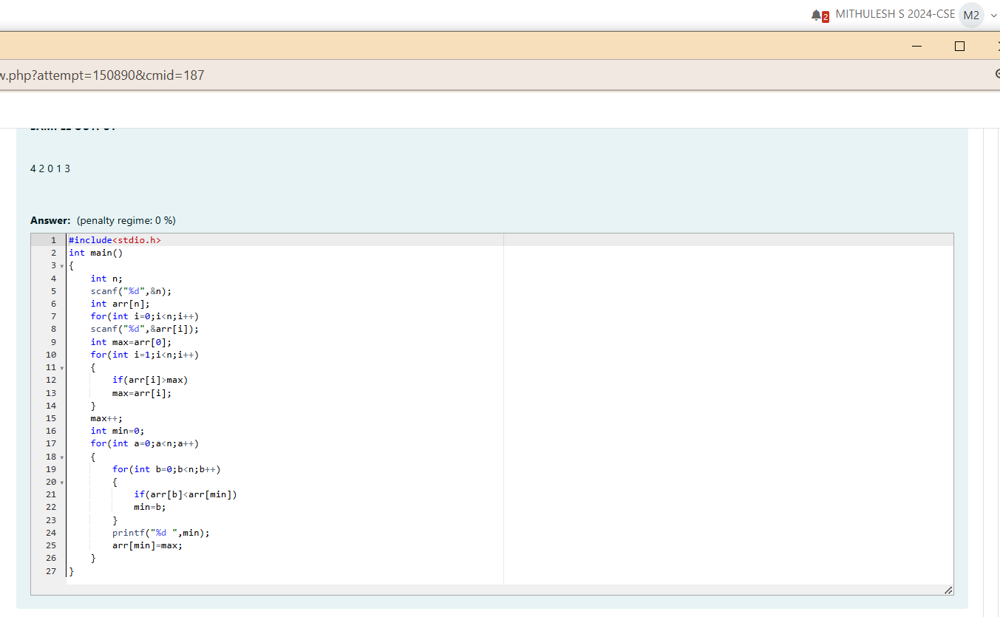 2 MITHULESH S 2024-CSE M2
w.php?attempt=150890&cmid=187
4 2 0 1 3
Answer: (penalty regime: 0 %)
1 #include<stdio.h>
2 int main()
3 {
4 int n;
5 scanf("%d",&n);
6 int arr[n];
7 for(int i=0;i<n;i++)
8 scanf("%d",&arr[i]);
9 int max=arr[0];
10 for(int i=1;i<n;i++)
11 {
12 if(arr[i]>max)
13 max=arr[i];
14 }
15 max++;
16 int min=0;
17 for(int a=0;a<n;a++)
18 {
19 for(int b=0;b<n;b++)
20 {
21 if(arr[b]<arr[min])
22 min=b;
23 }
24 printf("%d ",min);
25 arr[min]=max;
26 }
27 }